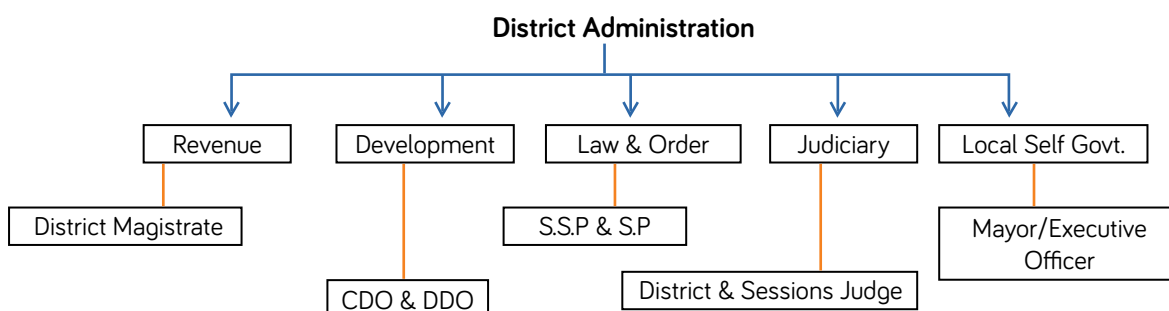 District Administration
Revenue
Development
Law & Order
Judiciary
Local Self Govt.
District Magistrate
S.S.P & S.P
Mayor/Executive
Officer
CDO & DDO
District & Sessions Judge